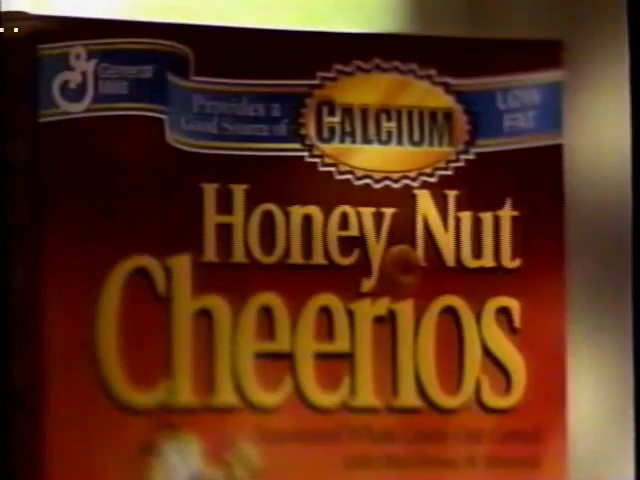 General
Mills
Provides a
Good Source of
CALCIUM
LOW
FAT
Honey Nut
Cheerios